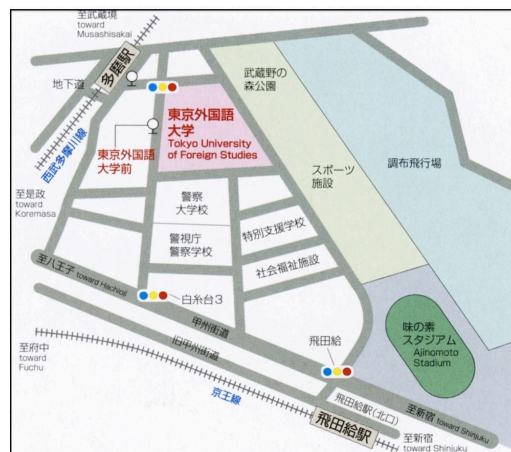 至武蔵境
toward
Musashisakai
多磨駅
地下道
西武多摩川線
東京外国語
大学前
東京外国語
大学
Tokyo University
of Foreign Studies
武蔵野の
森公園
スポーツ
施設
調布飛行場
至是政
toward
Koremasa
警察
大学校
警視庁
警察学校
特別支援学校
社会福祉施設
至八王子 toward Hachioji
白糸台3
甲州街道
旧甲州街道
飛田給
味の素
スタジアム
Ajinomoto
Stadium
至府中
toward
Fuchu
京王線
飛田給駅(北口)
飛田給駅
至新宿 toward Shinjuku
至新宿
toward Shinjuku